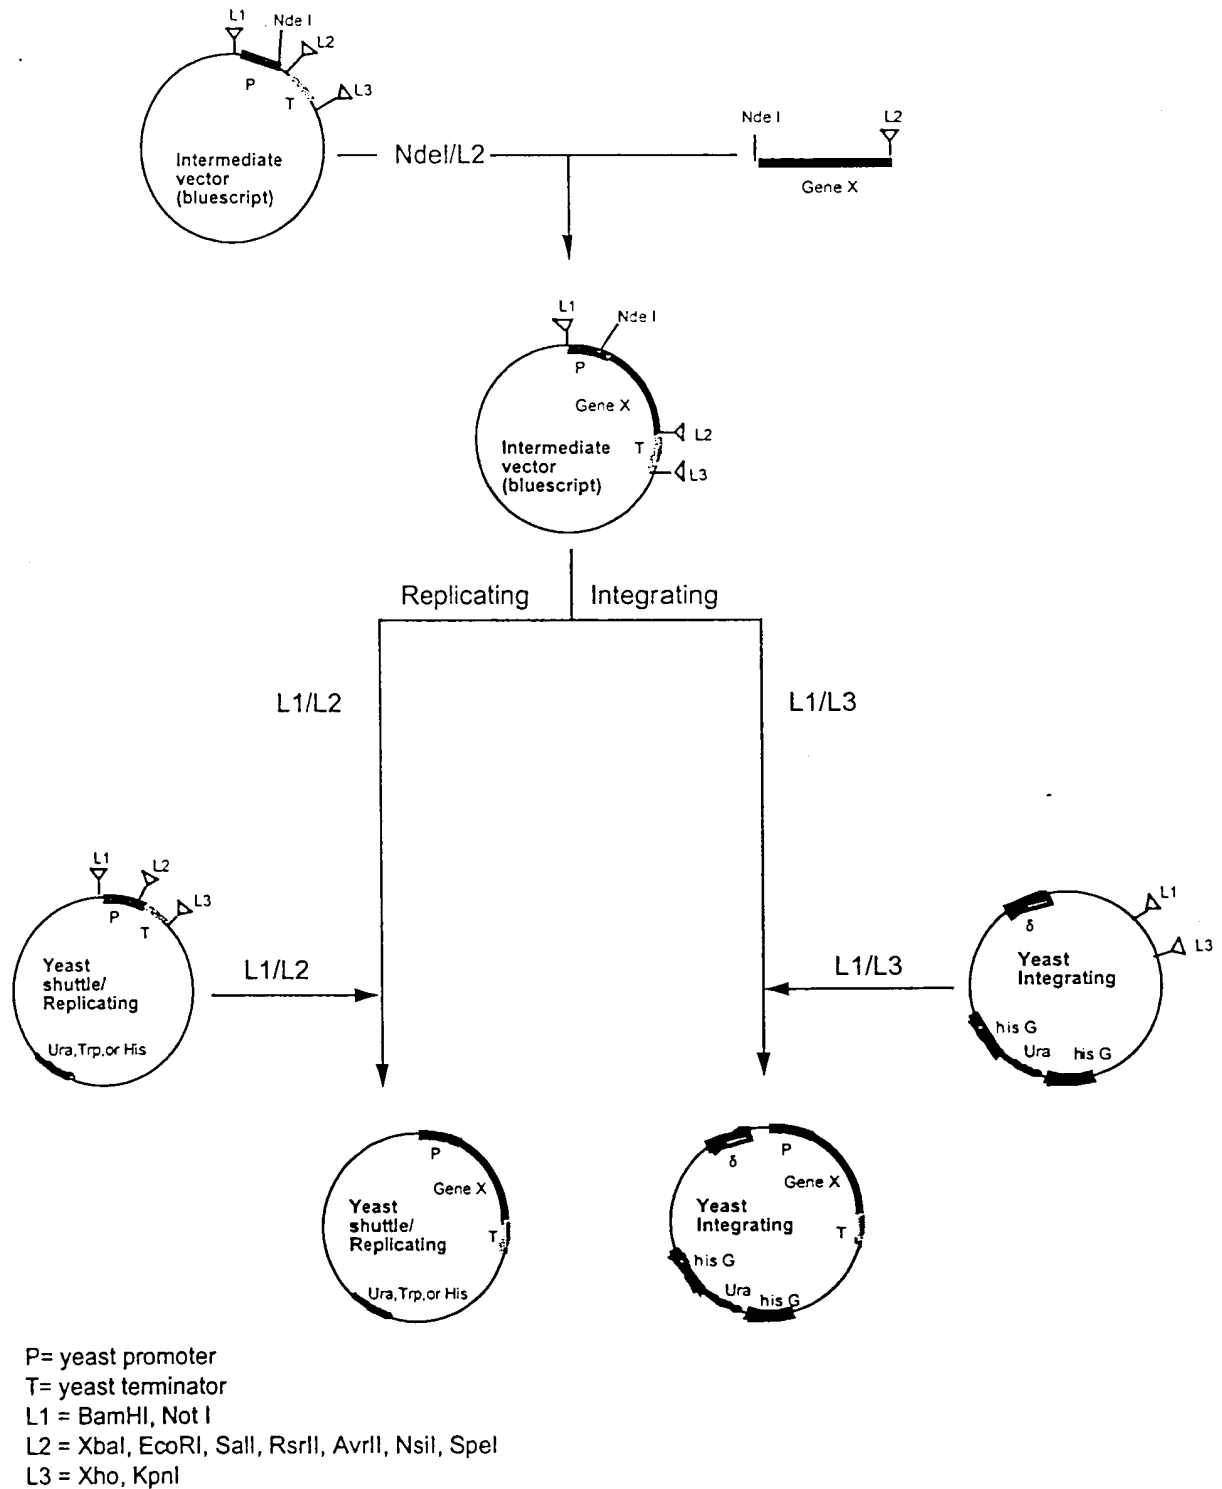 L1
Nde I
L2
P
T
L3
Intermediate
vector
(bluescript)
NdeI/L2
Nde I
L2
Gene X
L1
Nde I
P
Gene X
L2
T
L3
Intermediate
vector
(bluescript)
Replicating
Integrating
L1/L2
L1/L3
L1
L2
L3
P
T
Yeast
shuttle/
Replicating
Ura,Trp,or His
L1/L2
L1/L3
L1
L3
δ
Yeast
Integrating
his G
Ura
his G
P
Gene X
Yeast
shuttle/
Replicating
T
Ura,Trp,or His
δ
P
Gene X
Yeast
Integrating
T
his G
Ura
his G
P= yeast promoter
T= yeast terminator
L1 = BamHI, Not I
L2 = XbaI, EcoRI, SalI, RsrII, AvrII, NsiI, SpeI
L3 = Xho, KpnI